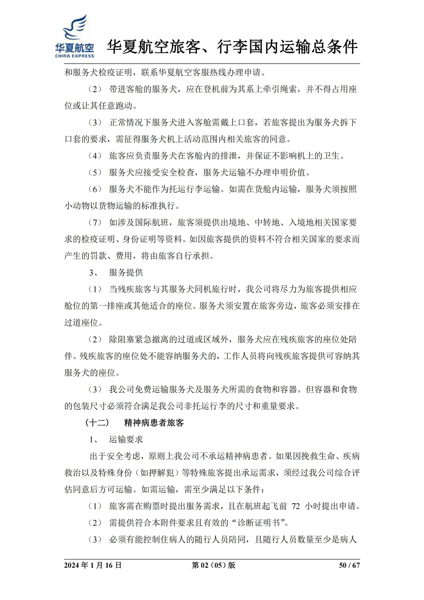 华夏航空
CHINA EXPRESS
华夏航空旅客、行李国内运输总条件
和服务犬检疫证明，联系华夏航空客服热线办理申请。
（2） 带进客舱的服务犬，应在登机前为其系上牵引绳索，并不得占用座
位或让其任意跑动。
（3） 正常情况下服务犬进入客舱需戴上口套，若旅客提出为服务犬拆下
口套的要求，需征得服务犬机上活动范围内相关旅客的同意。
（4） 旅客应负责服务犬在客舱内的排泄，并保证不影响机上的卫生。
（5） 服务犬应接受安全检查，服务犬运输不办理申明价值。
（6） 服务犬不能作为托运行李运输。如需在货舱内运输，服务犬须按照
小动物以货物运输的标准执行。
（7） 如涉及国际航班，旅客须提供出境地、中转地、入境地相关国家要
求的检疫证明、身份证明等资料。如因旅客提供的资料不符合相关国家的要求而
产生的罚款、费用，将由旅客自行承担。
3、 服务提供
（1） 当残疾旅客与其服务犬同机旅行时，我公司将尽力为旅客提供相应
舱位的第一排座或其他适合的座位。服务犬须安置在旅客旁边，旅客必须安排在
过道座位。
（2） 除阻塞紧急撤离的过道或区域外，服务犬应在残疾旅客的座位处陪
伴。残疾旅客的座位处不能容纳服务犬的，工作人员将向残疾旅客提供可容纳其
服务犬的座位。
（3） 我公司免费运输服务犬及服务犬所需的食物和容器。但容器和食物
的包装尺寸必须符合满足我公司非托运行李的尺寸和重量要求。
（十二） 精神病患者旅客
1、 运输要求
出于安全考虑，原则上我公司不承运精神病患者。如果因挽救生命、疾病
救治以及特殊身份（如押解犯）等特殊旅客提出承运需求，须经过我公司综合评
估同意后方可运输。如需运输，需至少满足以下条件：
（1） 旅客需在购票时提出服务需求，且在航班起飞前 72 小时提出申请。
（2） 需提供符合本附件要求且有效的“诊断证明书”。
（3） 必须有能控制住病人的随行人员陪同，且随行人员数量至少是病人
2024 年 1 月 16 日 第 02（05）版 50 / 67